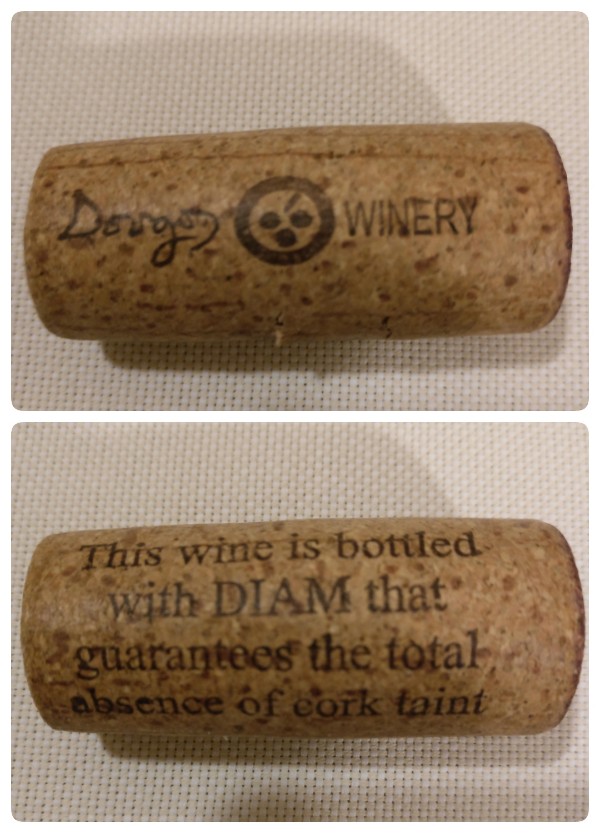 Dougos WINERY
This wine is bottled
with DIAM that
guarantees the total
absence of cork taint